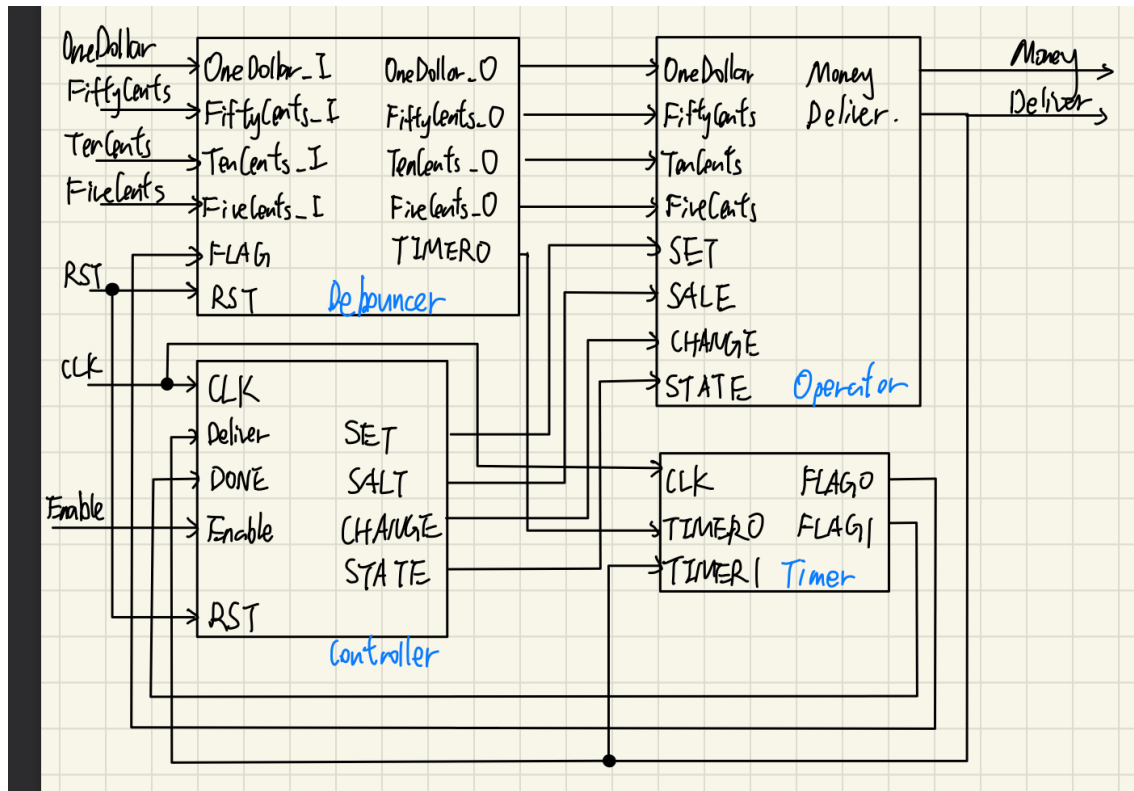 OneDollar
FiftyCents
TenCents
FiveCents
RST
OneDollar_I
OneDollar_O
FiftyCents_I
FiftyCents_O
TenCents_I
TenCents_O
FiveCents_I
FiveCents_O
FLAG
TIMER0
RST
Debouncer
OneDollar
Money
FiftyCents
Deliver.
TenCents
FiveCents
SET
SALE
CHANGE
STATE
Operator
Money
Deliver
CLK
Enable
CLK
Deliver
SET
DONE
SALT
Enable
CHANGE
STATE
RST
Controller
CLK
FLAG0
TIMER0
FLAG1
TIMER1
Timer